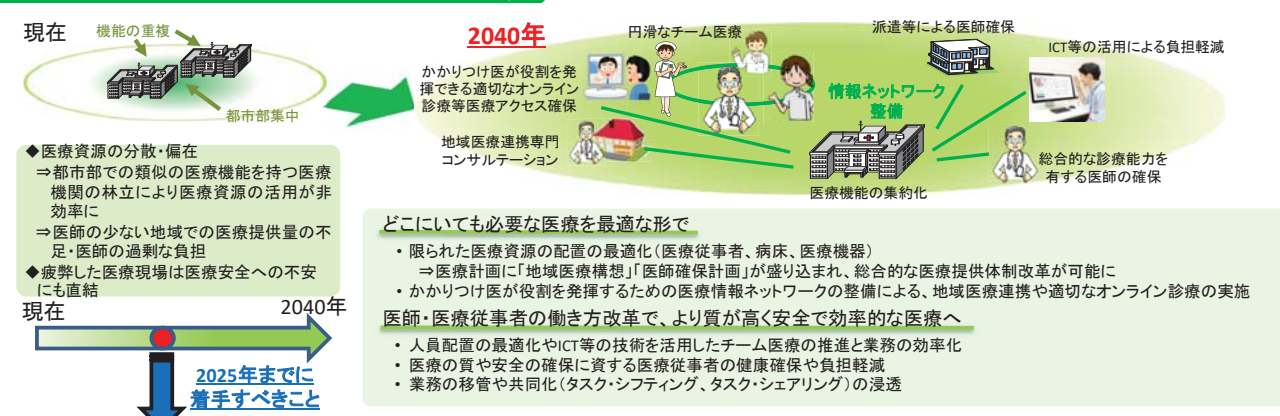 現在
機能の重複
都市部集中
◆医療資源の分散・偏在
⇒都市部での類似の医療機能を持つ医療
機関の林立により医療資源の活用が非
効率に
⇒医師の少ない地域での医療提供量の不
足・医師の過剰な負担
◆疲弊した医療現場は医療安全への不安
にも直結
現在
2040年
2025年までに
着手すべきこと
2040年
円滑なチーム医療
派遣等による医師確保
ICT等の活用による負担軽減
かかりつけ医が役割を発
揮できる適切なオンライン
診療等医療アクセス確保
情報ネットワーク
整備
地域医療連携専門
コンサルテーション
医療機能の集約化
総合的な診療能力を
有する医師の確保
どこにいても必要な医療を最適な形で
・限られた医療資源の配置の最適化(医療従事者、病床、医療機器)
⇒医療計画に「地域医療構想」「医師確保計画」が盛り込まれ、総合的な医療提供体制改革が可能に
・かかりつけ医が役割を発揮するための医療情報ネットワークの整備による、地域医療連携や適切なオンライン診療の実施
医師・医療従事者の働き方改革で、より質が高く安全で効率的な医療へ
・人員配置の最適化やICT等の技術を活用したチーム医療の推進と業務の効率化
・医療の質や安全の確保に資する医療従事者の健康確保や負担軽減
・業務の移管や共同化(タスク・シフティング、タスク・シェアリング)の浸透